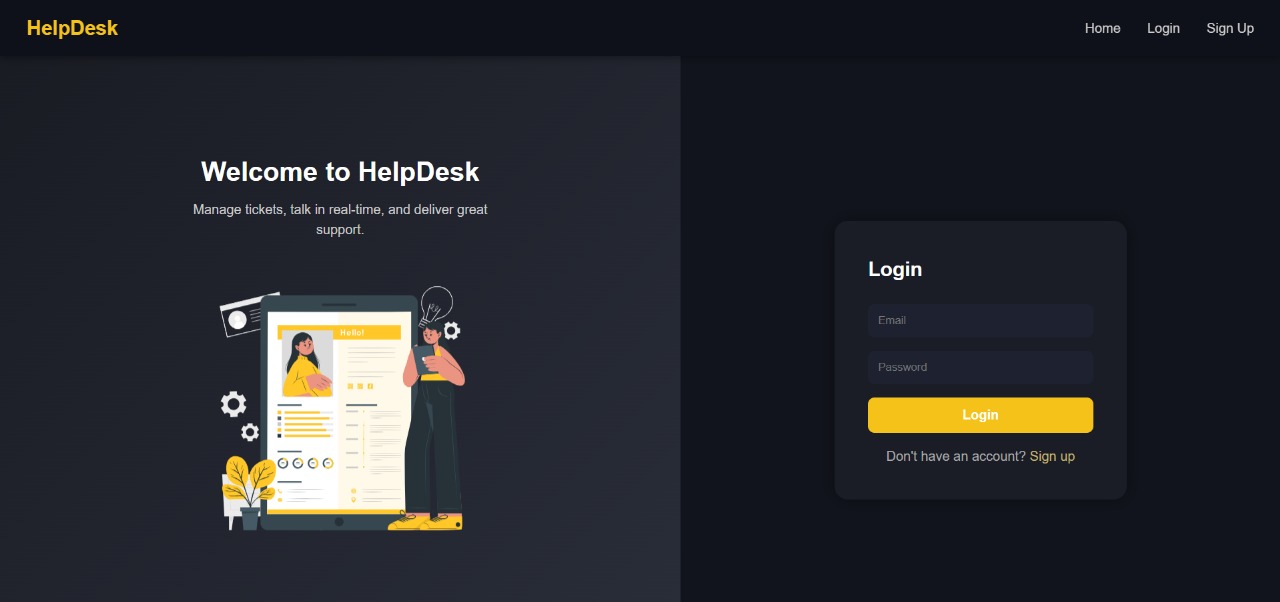 HelpDesk
Home
Login
Sign Up
Welcome to HelpDesk
Manage tickets, talk in real-time, and deliver great
support.
Hello!
Login
Email
Password
Login
Don't have an account? Sign up